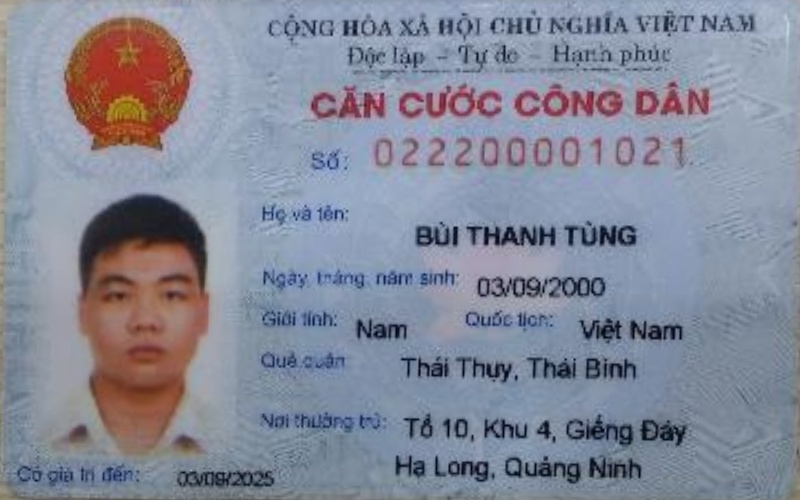 CỘNG HÒA XÃ HỘI CHỦ NGHĨA VIỆT NAM
Độc lập - Tự do - Hạnh phúc
CĂN CƯỚC CÔNG DÂN
Số: 022200001021
Họ và tên: BÙI THANH TÙNG
Ngày, tháng, năm sinh: 03/09/2000
Giới tính: Nam Quốc tịch: Việt Nam
Quê quán: Thái Thụy, Thái Bình
Nơi thường trú: Tổ 10, Khu 4, Giếng Đáy
Hạ Long, Quảng Ninh
Có giá trị đến: 03/09/2025